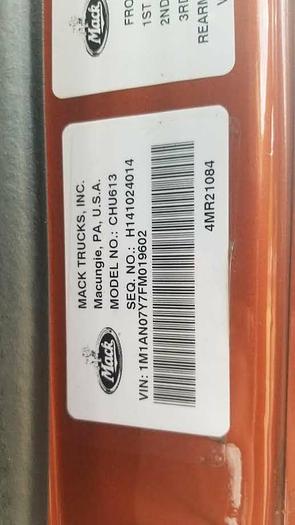 Mack
FRO
1ST
2ND
3RD
REARM
Mack
MACK TRUCKS, INC.
Macungie, PA, U.S.A.
MODEL NO.: CHU613
SEQ. NO.: H141024014
VIN: 1M1AN07Y7FM019602
4MR21084